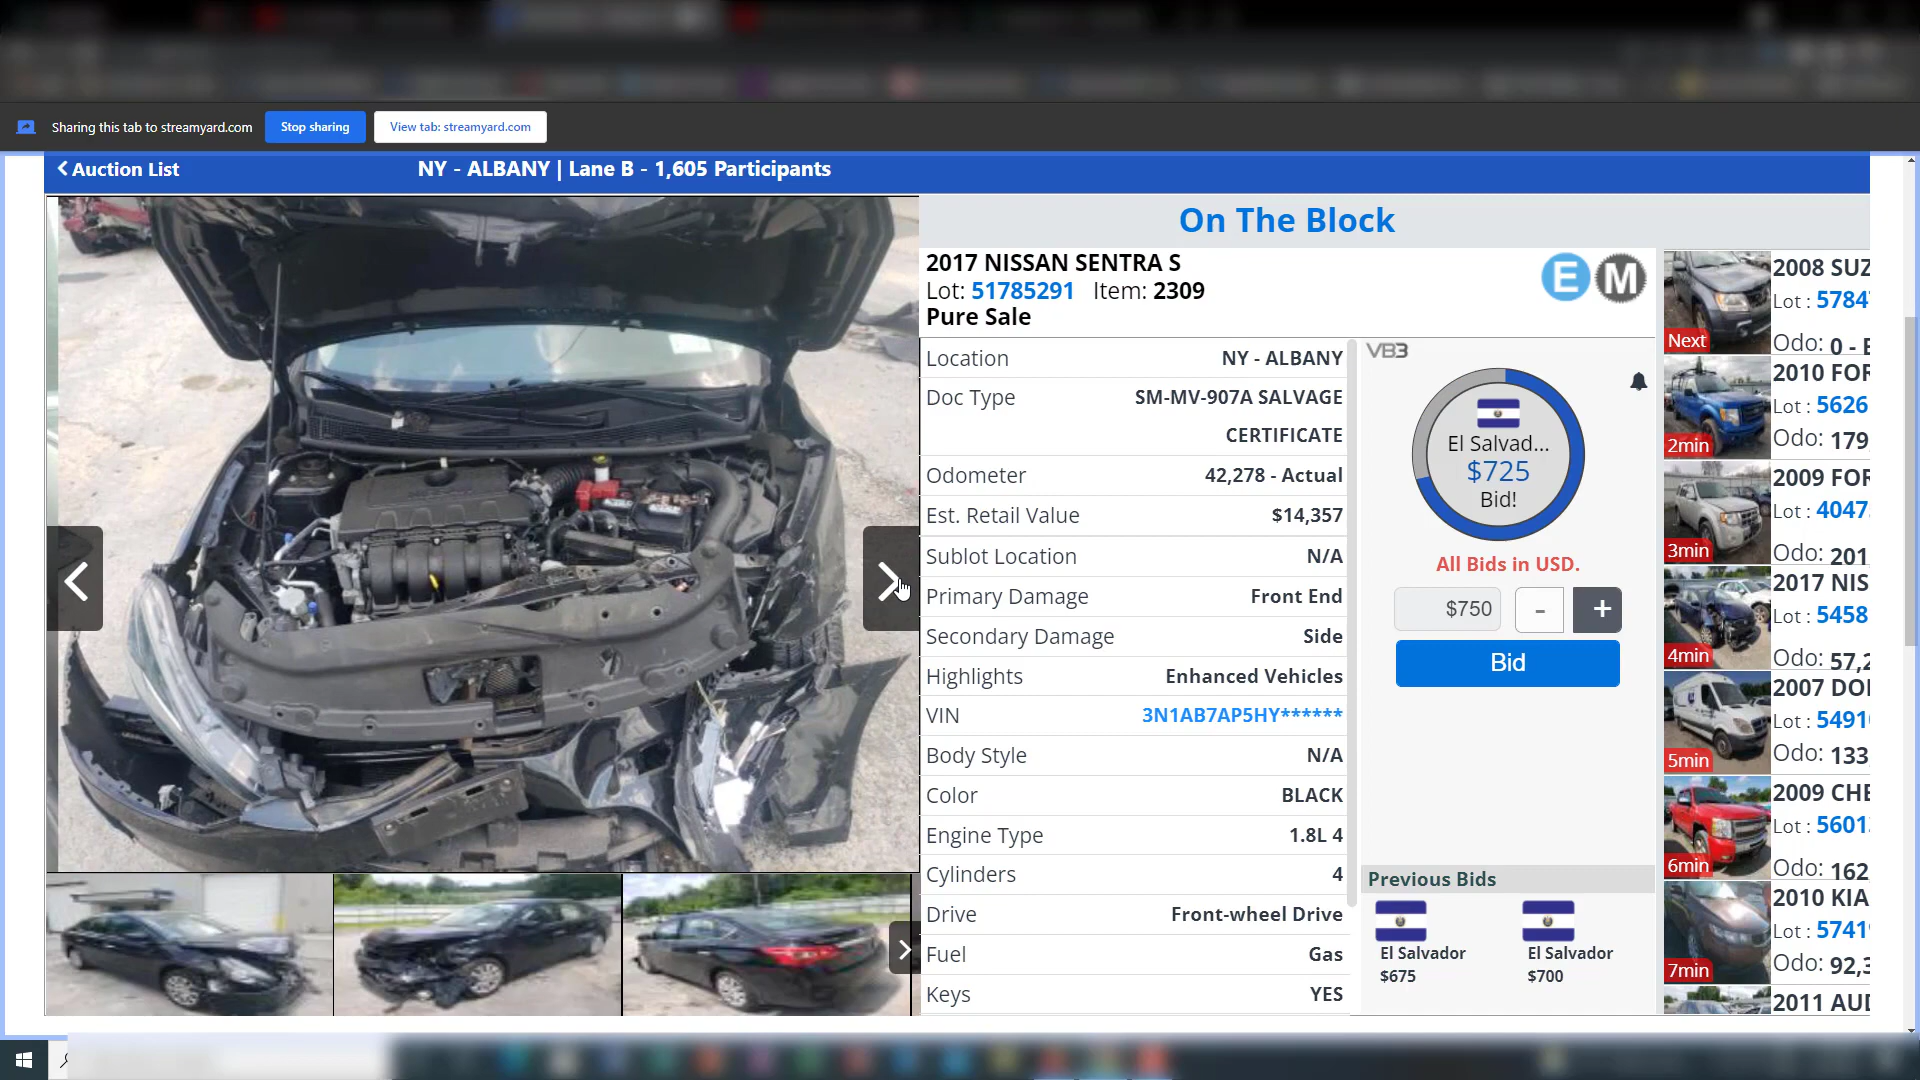 Sharing this tab to streamyard.com
Stop sharing
View tab: streamyard.com
Auction List
NY - ALBANY | Lane B - 1,605 Participants
On The Block
2017 NISSAN SENTRA S
Lot: 51785291 Item: 2309
Pure Sale
E M
Location NY - ALBANY
Doc Type SM-MV-907A SALVAGE
CERTIFICATE
Odometer 42,278 - Actual
Est. Retail Value $14,357
Sublot Location N/A
Primary Damage Front End
Secondary Damage Side
Highlights Enhanced Vehicles
VIN 3N1AB7AP5HY******
Body Style N/A
Color BLACK
Engine Type 1.8L 4
Cylinders 4
Drive Front-wheel Drive
Fuel Gas
Keys YES
VB3
El Salvad...
$725
Bid!
All Bids in USD.
$750
- +
Bid
Previous Bids
El Salvador
$675
El Salvador
$700
2008 SUZ
Lot : 5784
Next
Odo: 0 - E
2010 FOR
Lot : 5626
2min
Odo: 179,
2009 FOR
Lot : 4047
3min
Odo: 201
2017 NIS
Lot : 5458
4min
Odo: 57,2
2007 DO
Lot : 5491
5min
Odo: 133,
2009 CHE
Lot : 5601
6min
Odo: 162
2010 KIA
Lot : 5741
7min
Odo: 92,3
2011 AU